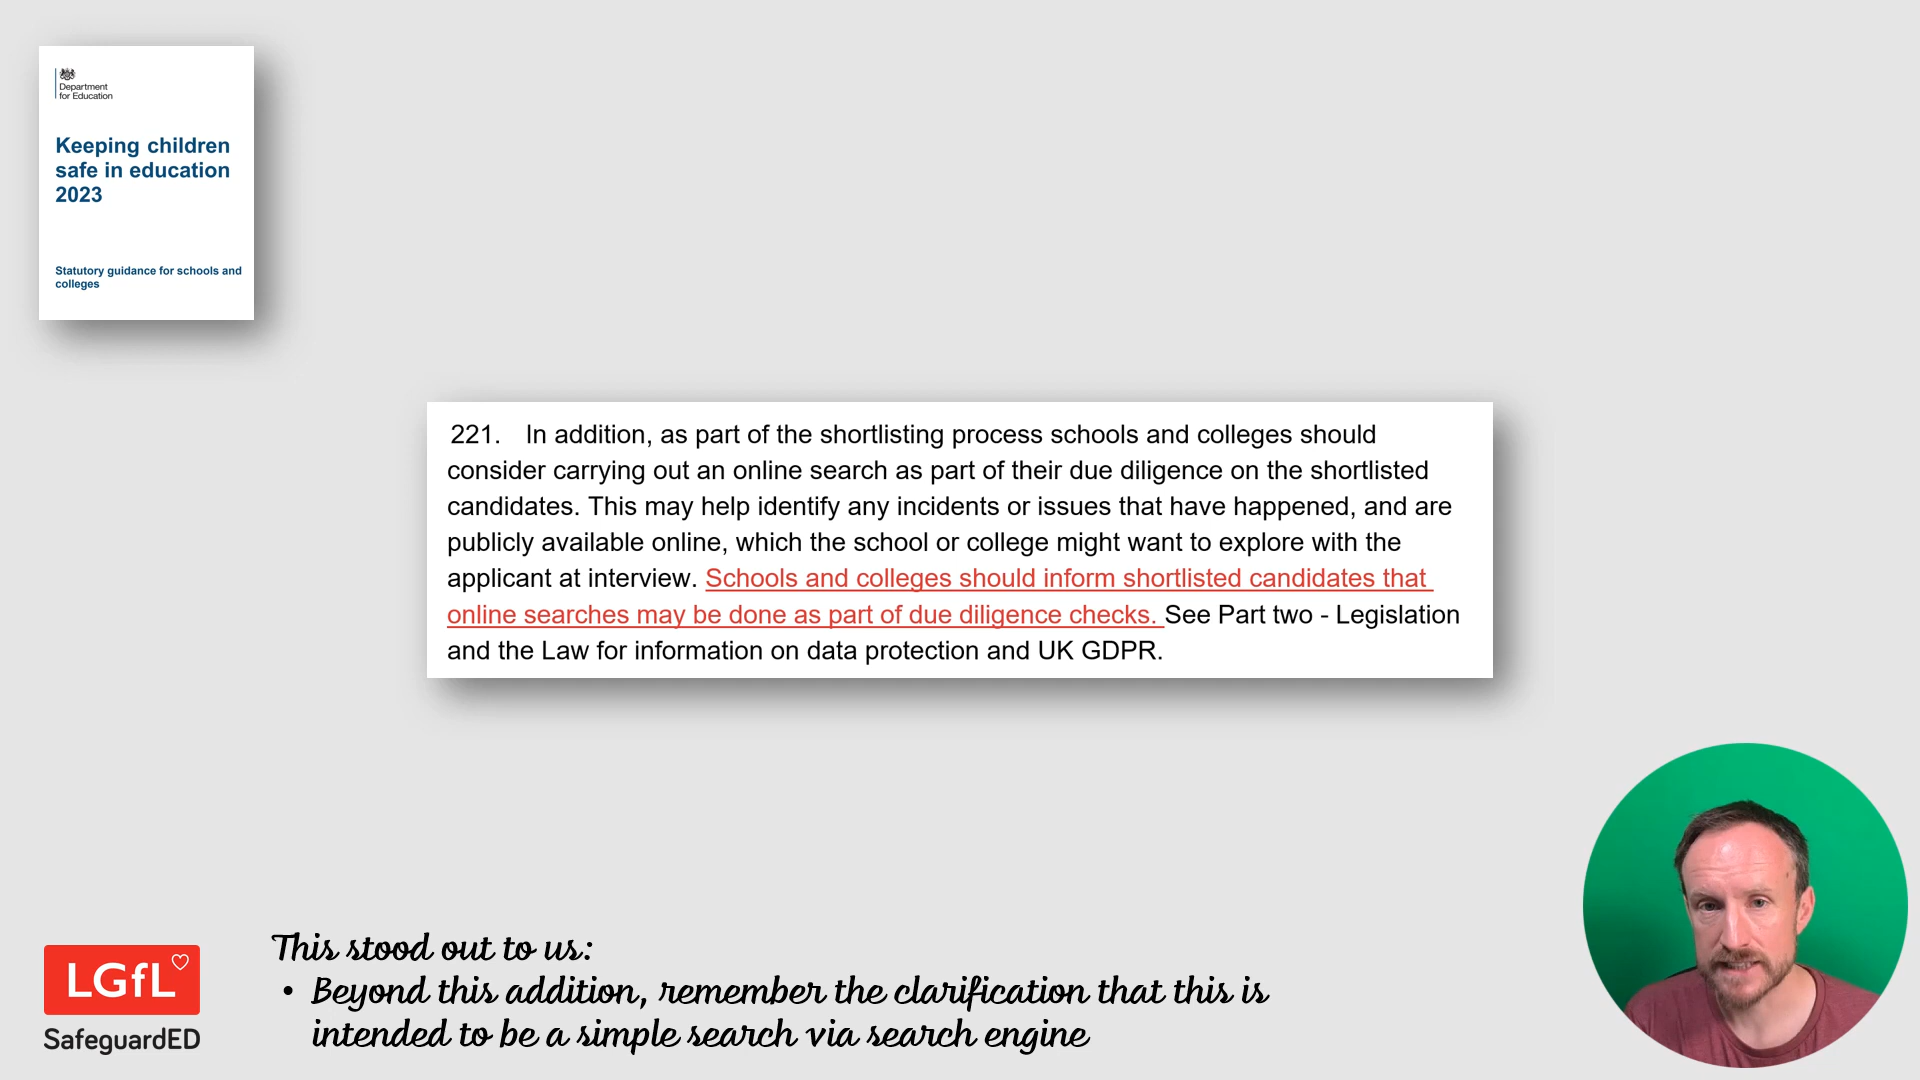 Department
for Education
Keeping children
safe in education
2023
Statutory guidance for schools and
colleges
221. In addition, as part of the shortlisting process schools and colleges should
consider carrying out an online search as part of their due diligence on the shortlisted
candidates. This may help identify any incidents or issues that have happened, and are
publicly available online, which the school or college might want to explore with the
applicant at interview. Schools and colleges should inform shortlisted candidates that
online searches may be done as part of due diligence checks. See Part two - Legislation
and the Law for information on data protection and UK GDPR.
This stood out to us:
• Beyond this addition, remember the clarification that this is
intended to be a simple search via search engine
LGfL
SafeguardED